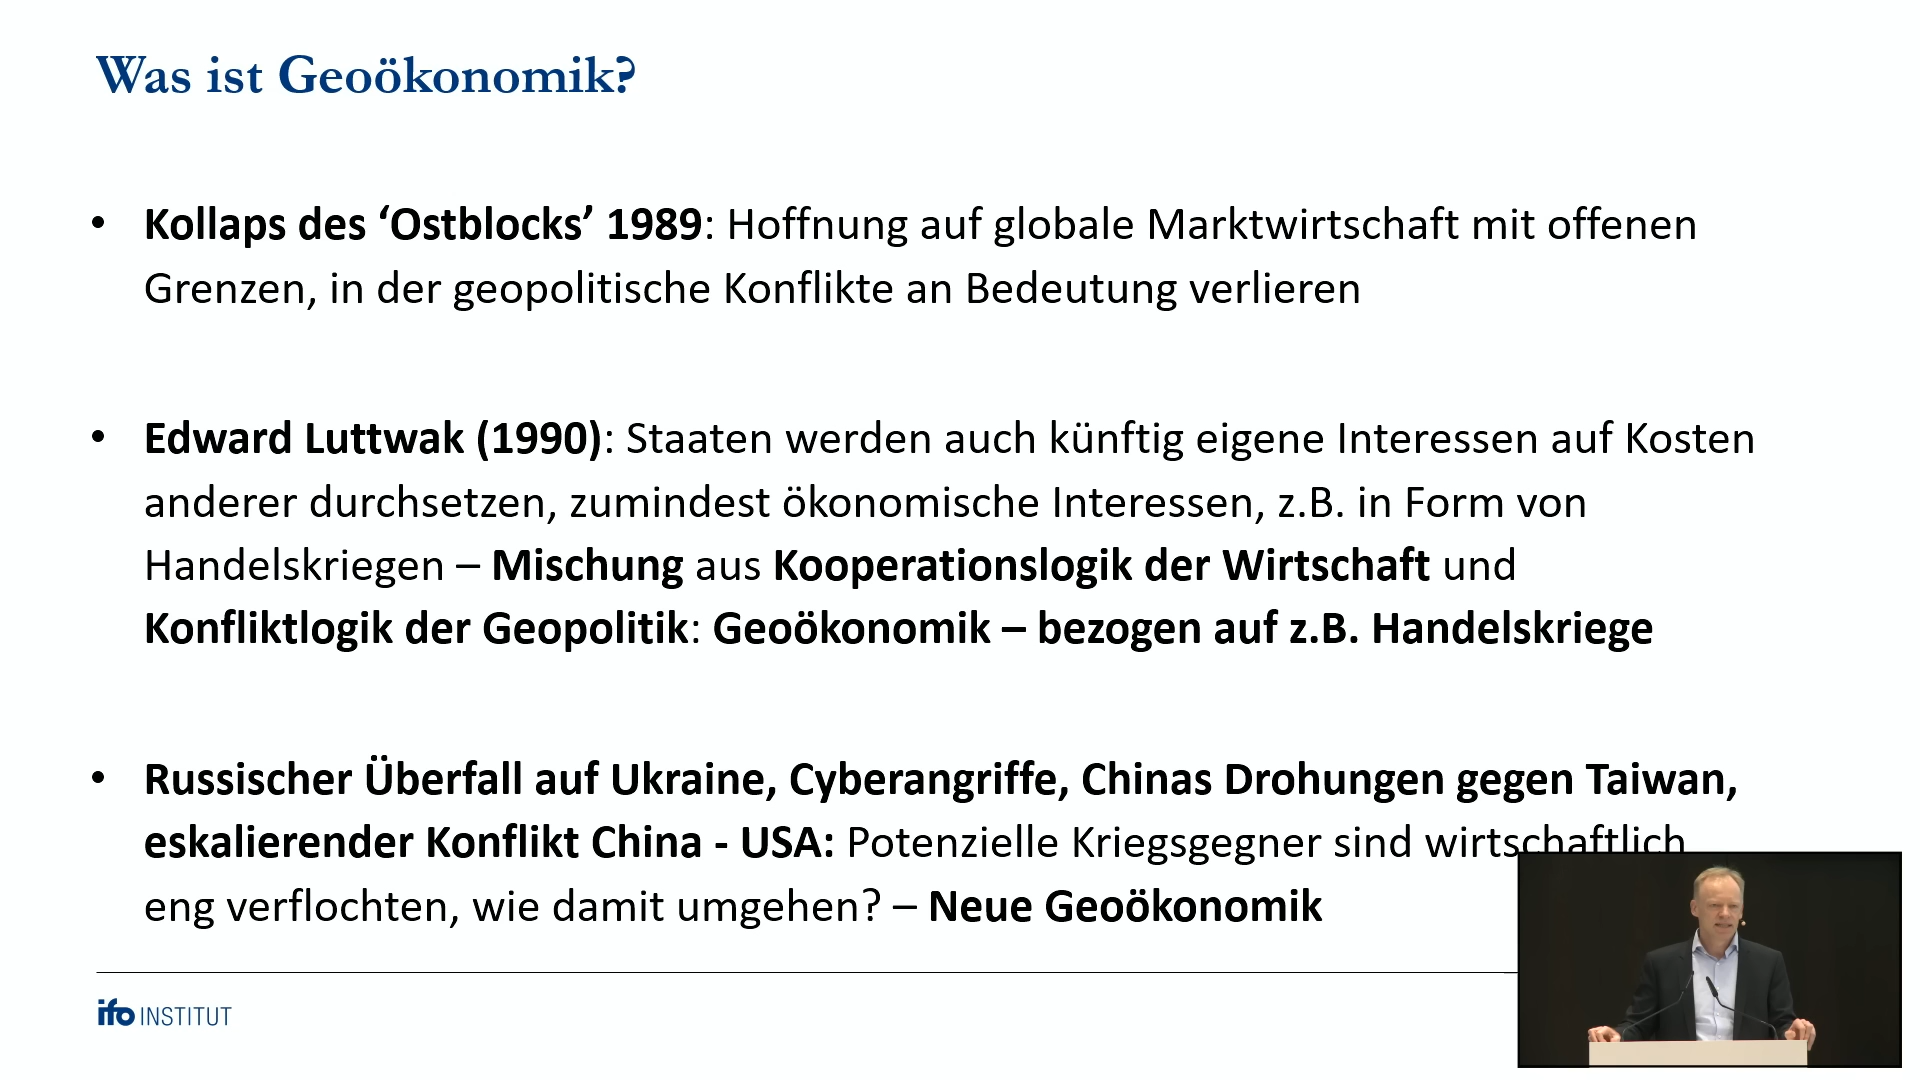 Was ist Geoökonomik?
• Kollaps des ‘Ostblocks’ 1989: Hoffnung auf globale Marktwirtschaft mit offenen
Grenzen, in der geopolitische Konflikte an Bedeutung verlieren
• Edward Luttwak (1990): Staaten werden auch künftig eigene Interessen auf Kosten
anderer durchsetzen, zumindest ökonomische Interessen, z.B. in Form von
Handelskriegen – Mischung aus Kooperationslogik der Wirtschaft und
Konfliktlogik der Geopolitik: Geoökonomik – bezogen auf z.B. Handelskriege
• Russischer Überfall auf Ukraine, Cyberangriffe, Chinas Drohungen gegen Taiwan,
eskalierender Konflikt China - USA: Potenzielle Kriegsgegner sind wirtschaftlich
eng verflochten, wie damit umgehen? – Neue Geoökonomik
ifo INSTITUT